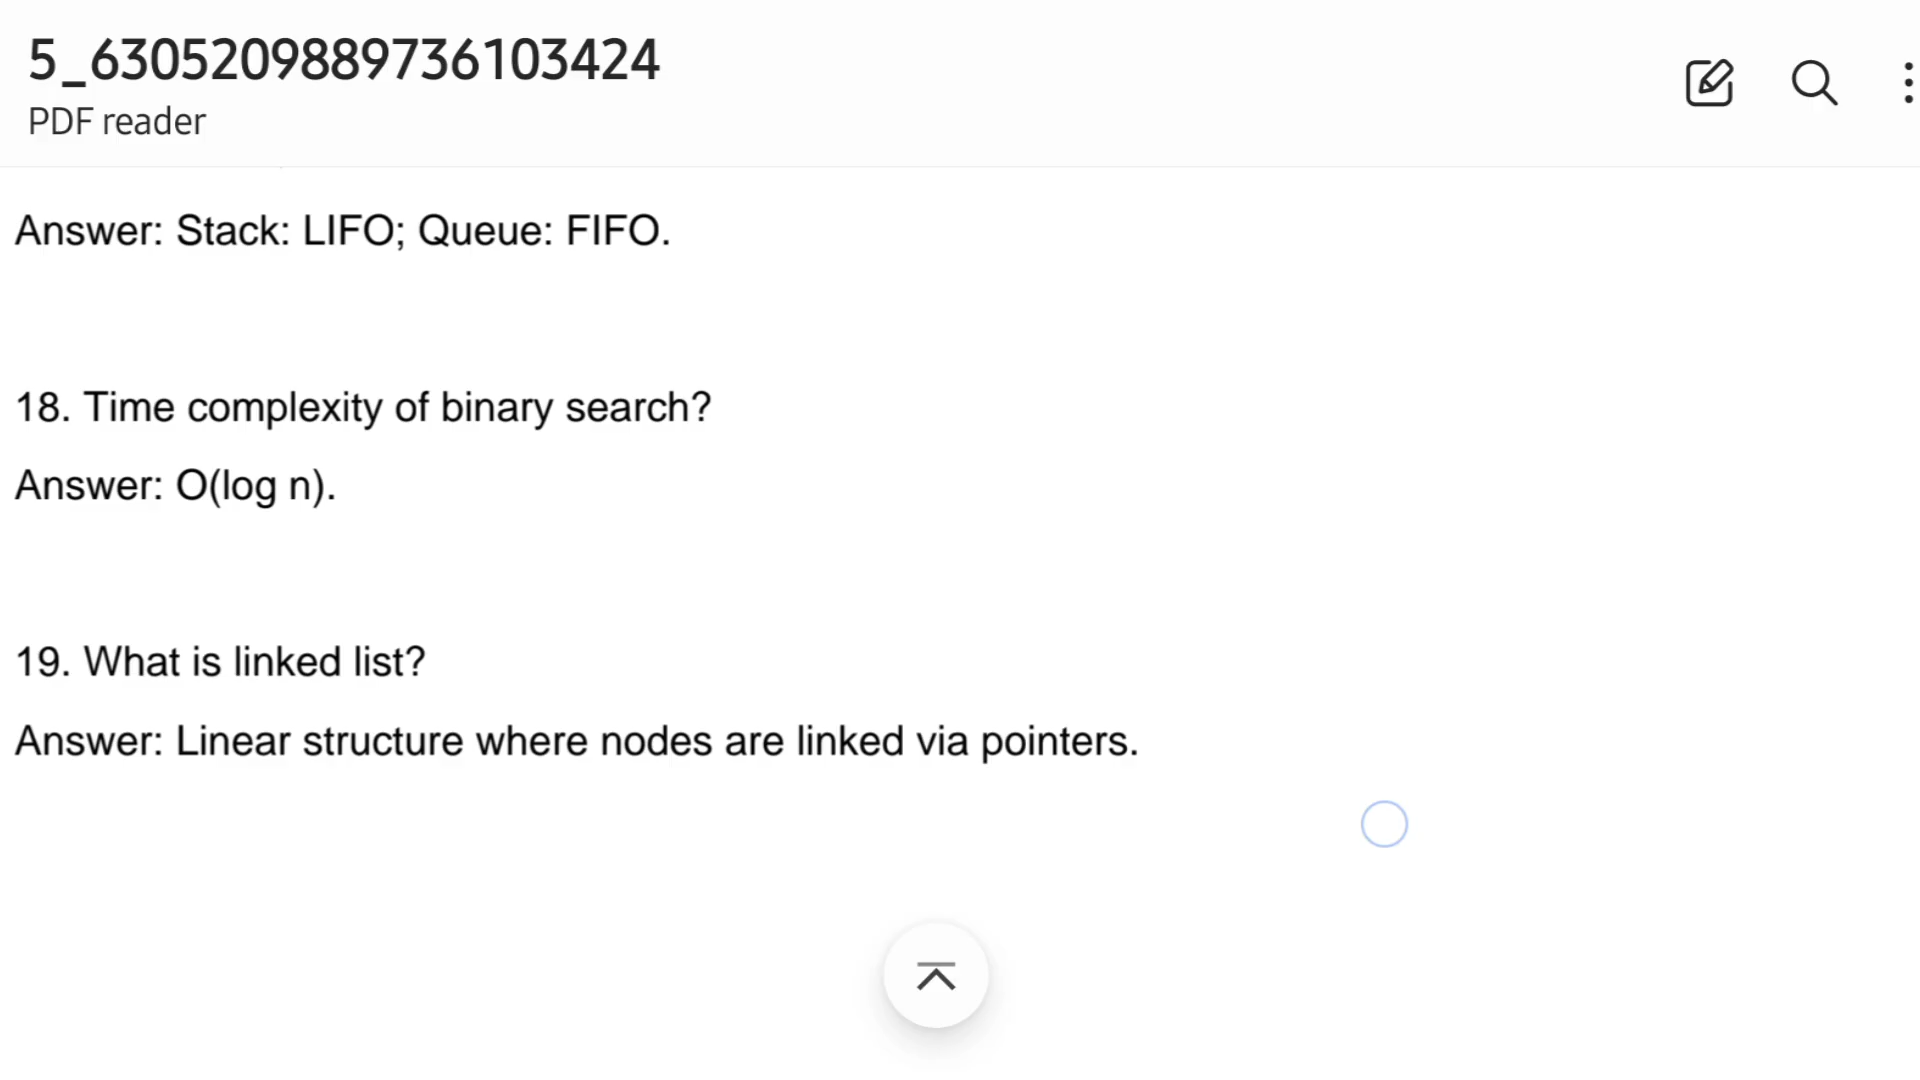 5_6305209889736103424
PDF reader
Answer: Stack: LIFO; Queue: FIFO.
18. Time complexity of binary search?
Answer: O(log n).
19. What is linked list?
Answer: Linear structure where nodes are linked via pointers.